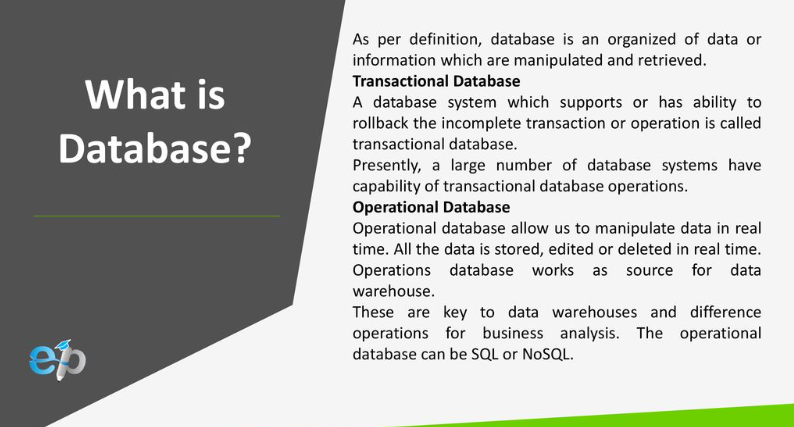 What is
Database?
As per definition, database is an organized of data or
information which are manipulated and retrieved.
Transactional Database
A database system which supports or has ability to
rollback the incomplete transaction or operation is called
transactional database.
Presently, a large number of database systems have
capability of transactional database operations.
Operational Database
Operational database allow us to manipulate data in real
time. All the data is stored, edited or deleted in real time.
Operations database works as source for data
warehouse.
These are key to data warehouses and difference
operations for business analysis. The operational
database can be SQL or NoSQL.
ep